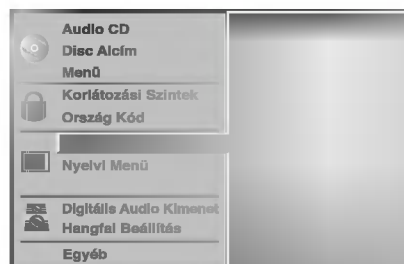 Audio CD
Disc Alcím
Menü
Korlátozási Szintek
Ország Kód
Nyelvi Menü
Digitális Audio Kimenet
Hangfal Beállítás
Egyéb